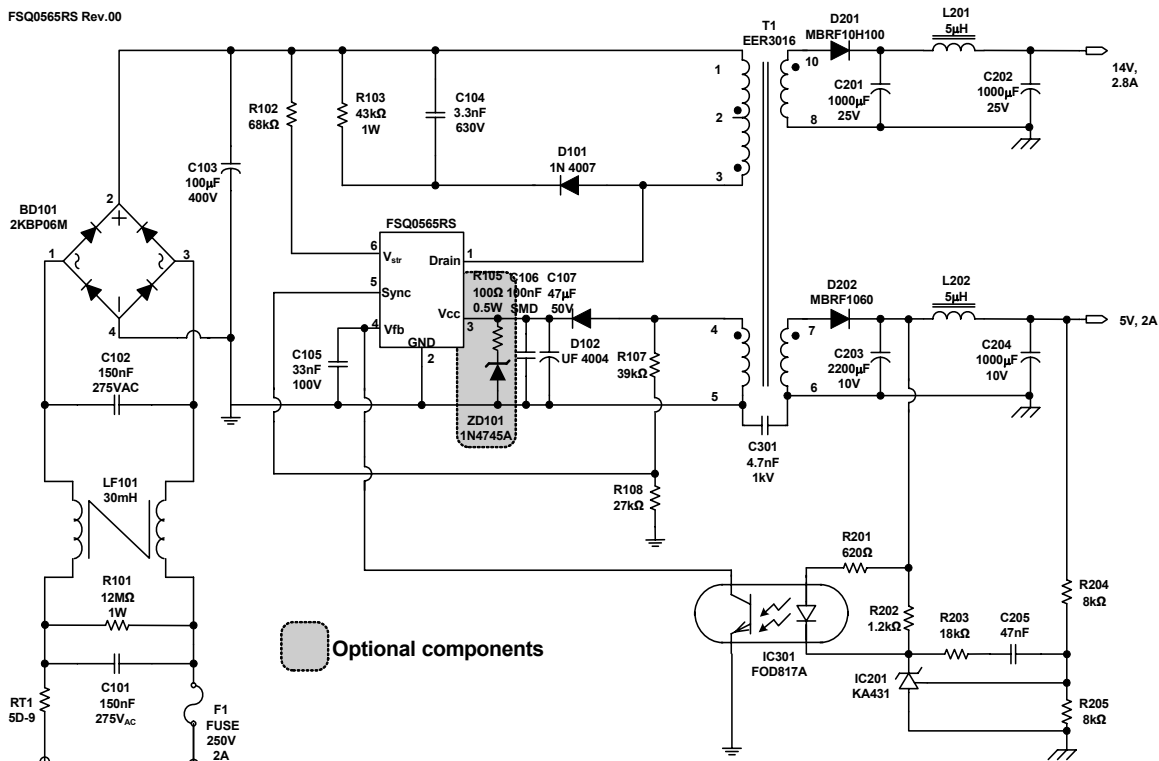 FSQ0565RS Rev.00
T1
EER3016
D201
MBRF10H100
L201
5μH
1
2
3
10
8
C201
1000μF
25V
C202
1000μF
25V
14V,
2.8A
R102
68kΩ
R103
43kΩ
1W
C104
3.3nF
630V
D101
1N 4007
C103
100μF
400V
BD101
2KBP06M
2
1
3
4
FSQ0565RS
6
Vstr
Drain
1
5
Sync
Vcc
3
4
Vfb
GND
2
R105
100Ω
0.5W
C106
100nF
SMD
C107
47μF
50V
D102
UF 4004
ZD101
1N4745A
C105
33nF
100V
R107
39kΩ
R108
27kΩ
4
5
7
6
D202
MBRF1060
L202
5μH
C203
2200μF
10V
C204
1000μF
10V
5V, 2A
C301
4.7nF
1kV
C102
150nF
275VAC
LF101
30mH
R101
12MΩ
1W
C101
150nF
275VAC
RT1
5D-9
F1
FUSE
250V
2A
Optional components
R201
620Ω
R202
1.2kΩ
R203
18kΩ
C205
47nF
R204
8kΩ
R205
8kΩ
IC301
FOD817A
IC201
KA431